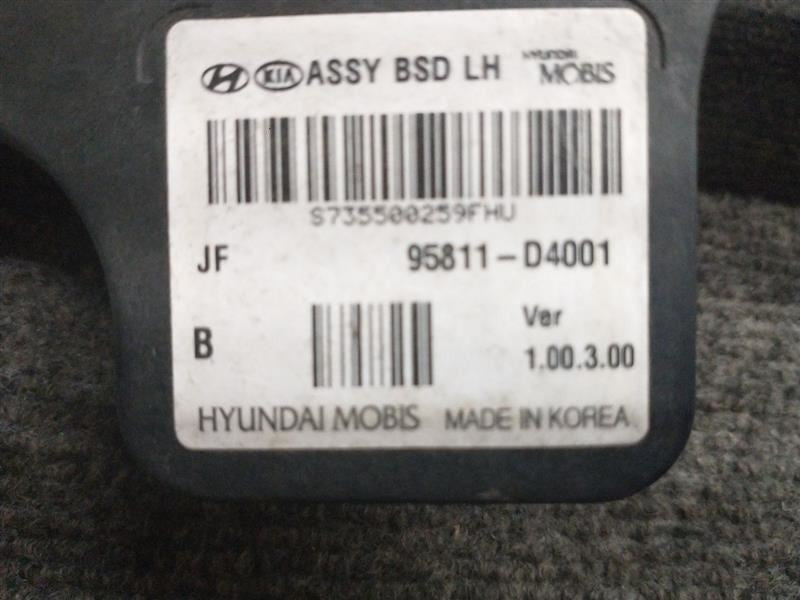 KIA ASSY BSD LH HYUNDAI MOBIS
S735500259FHU
JF 95811-D4001
B Ver 1.00.3.00
HYUNDAI MOBIS MADE IN KOREA